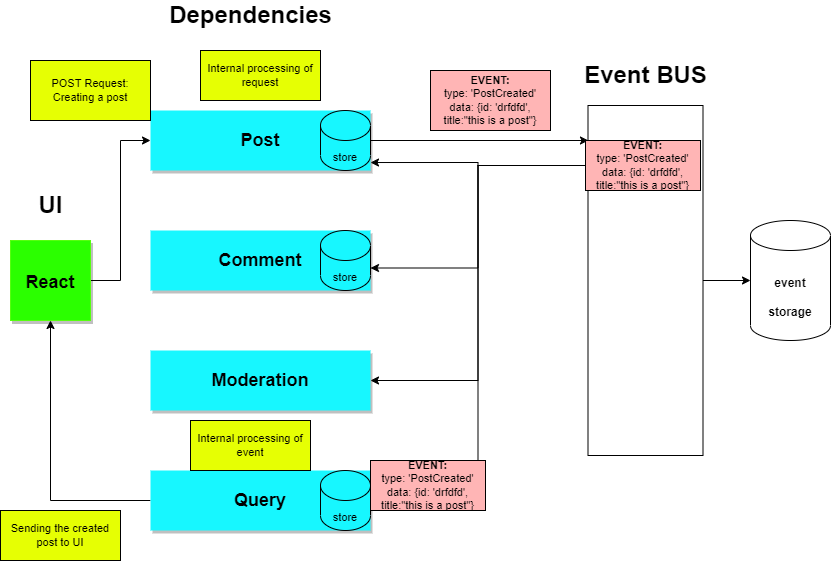 Dependencies
POST Request:
Creating a post
Internal processing of
request
EVENT:
type: 'PostCreated'
data: {id: 'drfdfd',
title:"this is a post"}
Event BUS
Post
store
EVENT:
type: 'PostCreated'
data: {id: 'drfdfd',
title:"this is a post"}
UI
React
Comment
store
event
storage
Moderation
Internal processing of
event
Query
store
EVENT:
type: 'PostCreated'
data: {id: 'drfdfd',
title:"this is a post"}
Sending the created
post to UI